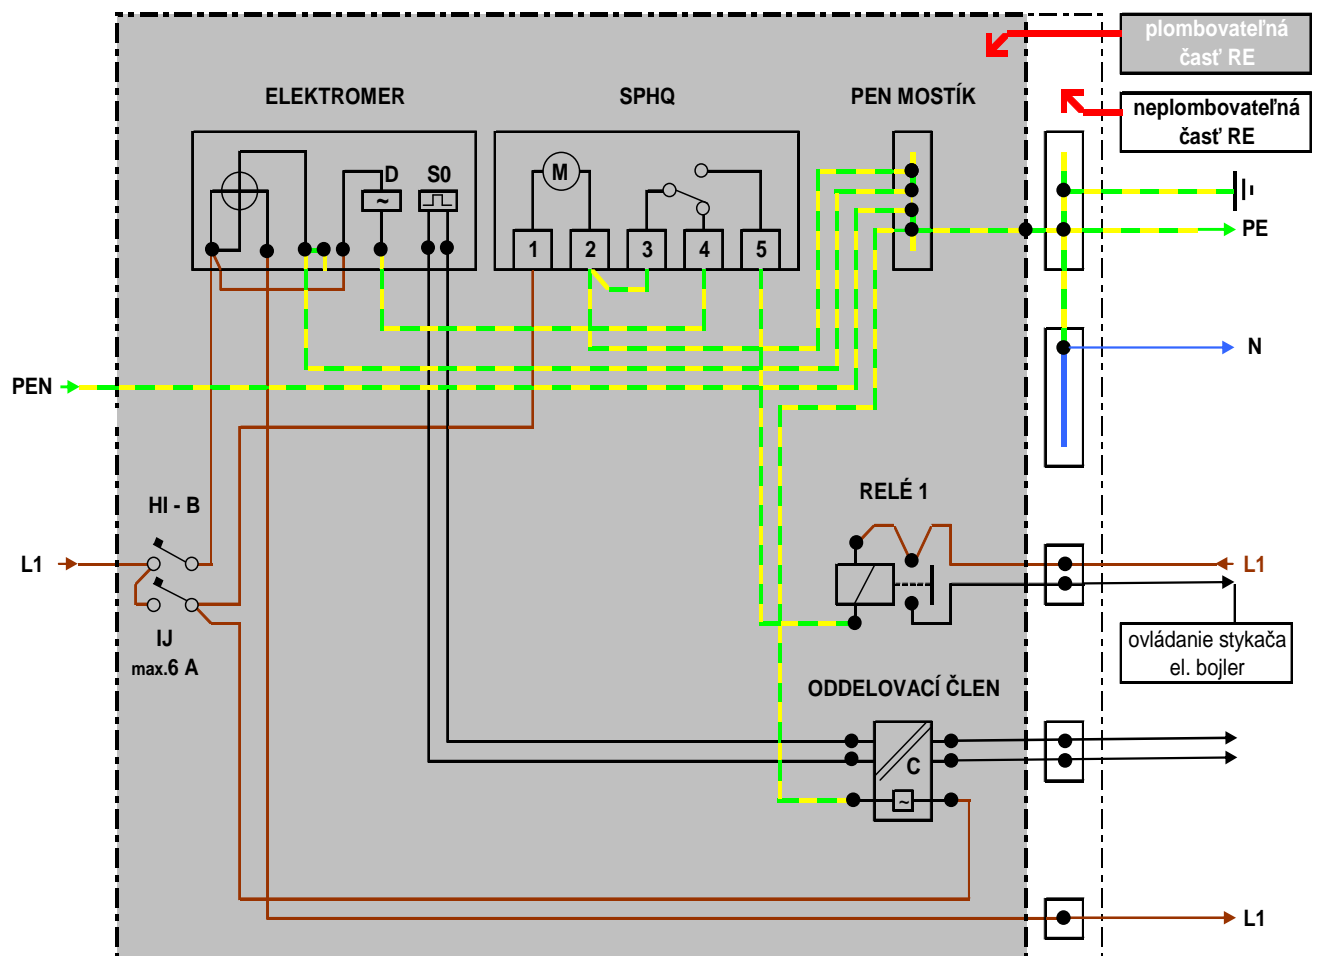 plombovateľná
časť RE
ELEKTROMER
SPHQ
PEN MOSTÍK
neplombovateľná
časť RE
D
S0
~
M
1
2
3
4
5
PE
N
PEN
RELÉ 1
HI - B
L1
L1
IJ
max.6 A
ovládanie stykača
el. bojler
ODDELOVACÍ ČLEN
C
~
L1